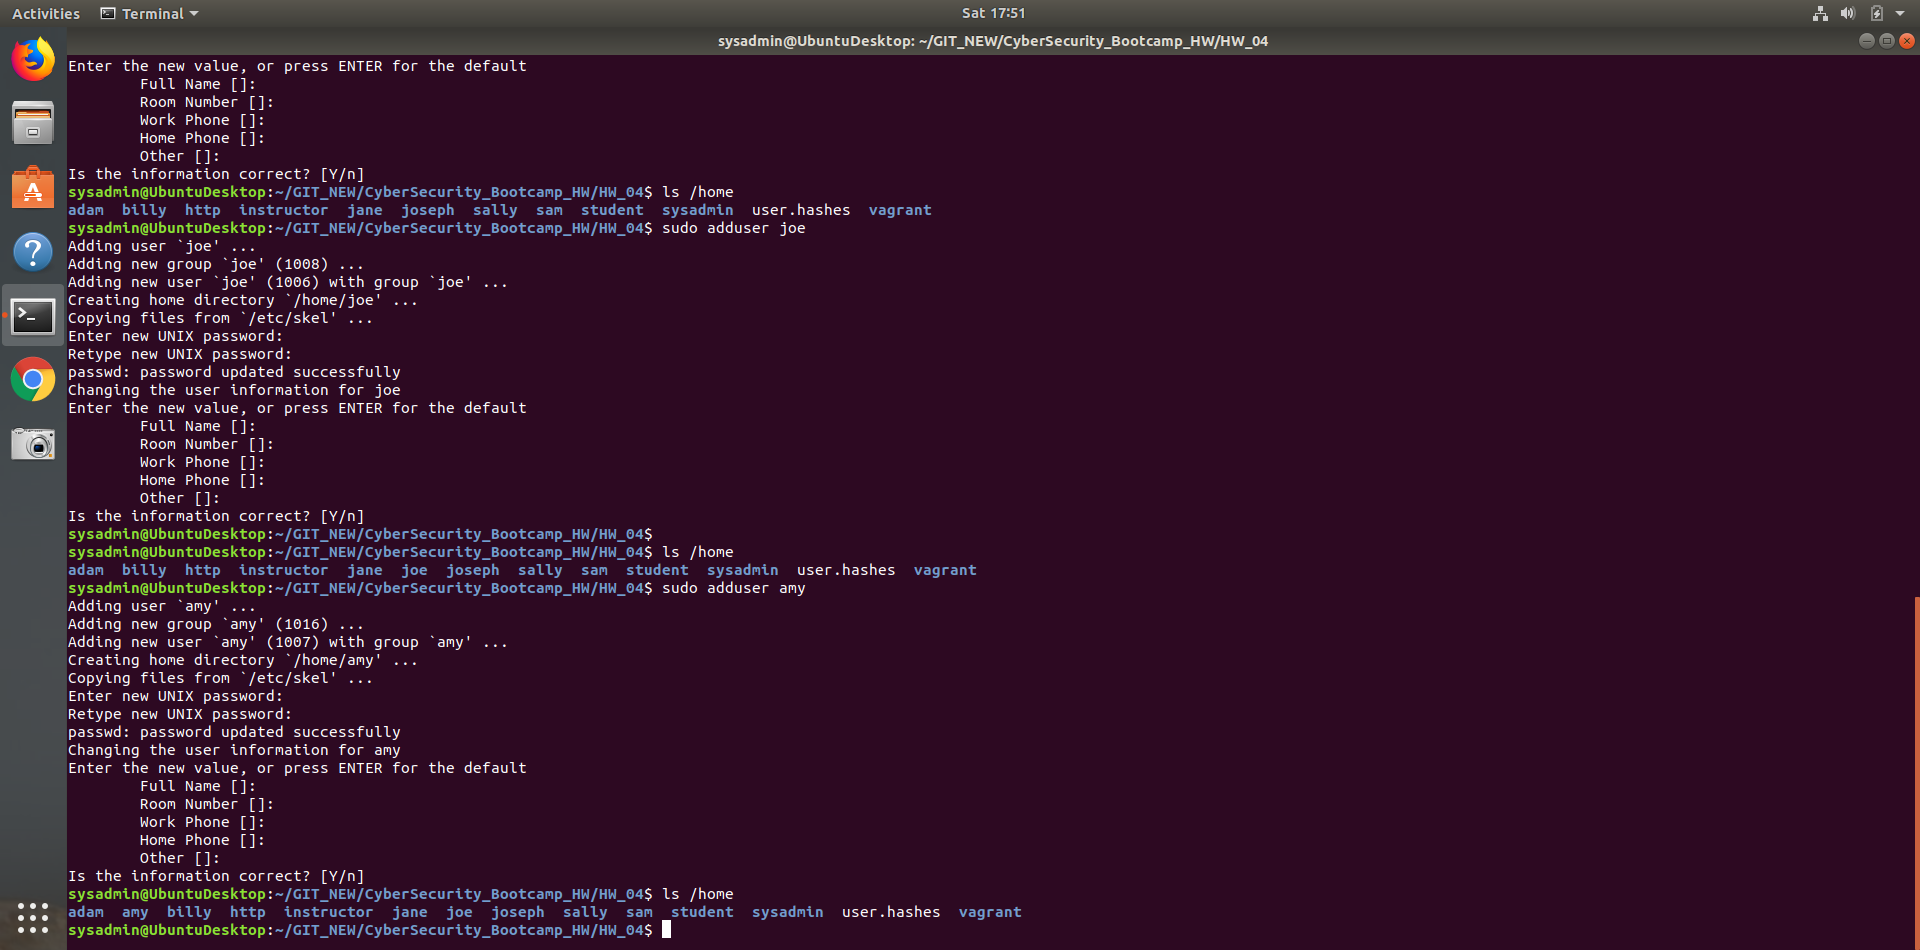 Activities Terminal Sat 17:51
sysadmin@UbuntuDesktop: ~/GIT_NEW/CyberSecurity_Bootcamp_HW/HW_04
Enter the new value, or press ENTER for the default
        Full Name []:
        Room Number []:
        Work Phone []:
        Home Phone []:
        Other []:
Is the information correct? [Y/n]
sysadmin@UbuntuDesktop:~/GIT_NEW/CyberSecurity_Bootcamp_HW/HW_04$ ls /home
adam  billy  http  instructor  jane  joseph  sally  sam  student  sysadmin  user.hashes  vagrant
sysadmin@UbuntuDesktop:~/GIT_NEW/CyberSecurity_Bootcamp_HW/HW_04$ sudo adduser joe
Adding user `joe' ...
Adding new group `joe' (1008) ...
Adding new user `joe' (1006) with group `joe' ...
Creating home directory `/home/joe' ...
Copying files from `/etc/skel' ...
Enter new UNIX password:
Retype new UNIX password:
passwd: password updated successfully
Changing the user information for joe
Enter the new value, or press ENTER for the default
        Full Name []:
        Room Number []:
        Work Phone []:
        Home Phone []:
        Other []:
Is the information correct? [Y/n]
sysadmin@UbuntuDesktop:~/GIT_NEW/CyberSecurity_Bootcamp_HW/HW_04$
sysadmin@UbuntuDesktop:~/GIT_NEW/CyberSecurity_Bootcamp_HW/HW_04$ ls /home
adam  billy  http  instructor  jane  joe  joseph  sally  sam  student  sysadmin  user.hashes  vagrant
sysadmin@UbuntuDesktop:~/GIT_NEW/CyberSecurity_Bootcamp_HW/HW_04$ sudo adduser amy
Adding user `amy' ...
Adding new group `amy' (1016) ...
Adding new user `amy' (1007) with group `amy' ...
Creating home directory `/home/amy' ...
Copying files from `/etc/skel' ...
Enter new UNIX password:
Retype new UNIX password:
passwd: password updated successfully
Changing the user information for amy
Enter the new value, or press ENTER for the default
        Full Name []:
        Room Number []:
        Work Phone []:
        Home Phone []:
        Other []:
Is the information correct? [Y/n]
sysadmin@UbuntuDesktop:~/GIT_NEW/CyberSecurity_Bootcamp_HW/HW_04$ ls /home
adam  amy  billy  http  instructor  jane  joe  joseph  sally  sam  student  sysadmin  user.hashes  vagrant
sysadmin@UbuntuDesktop:~/GIT_NEW/CyberSecurity_Bootcamp_HW/HW_04$